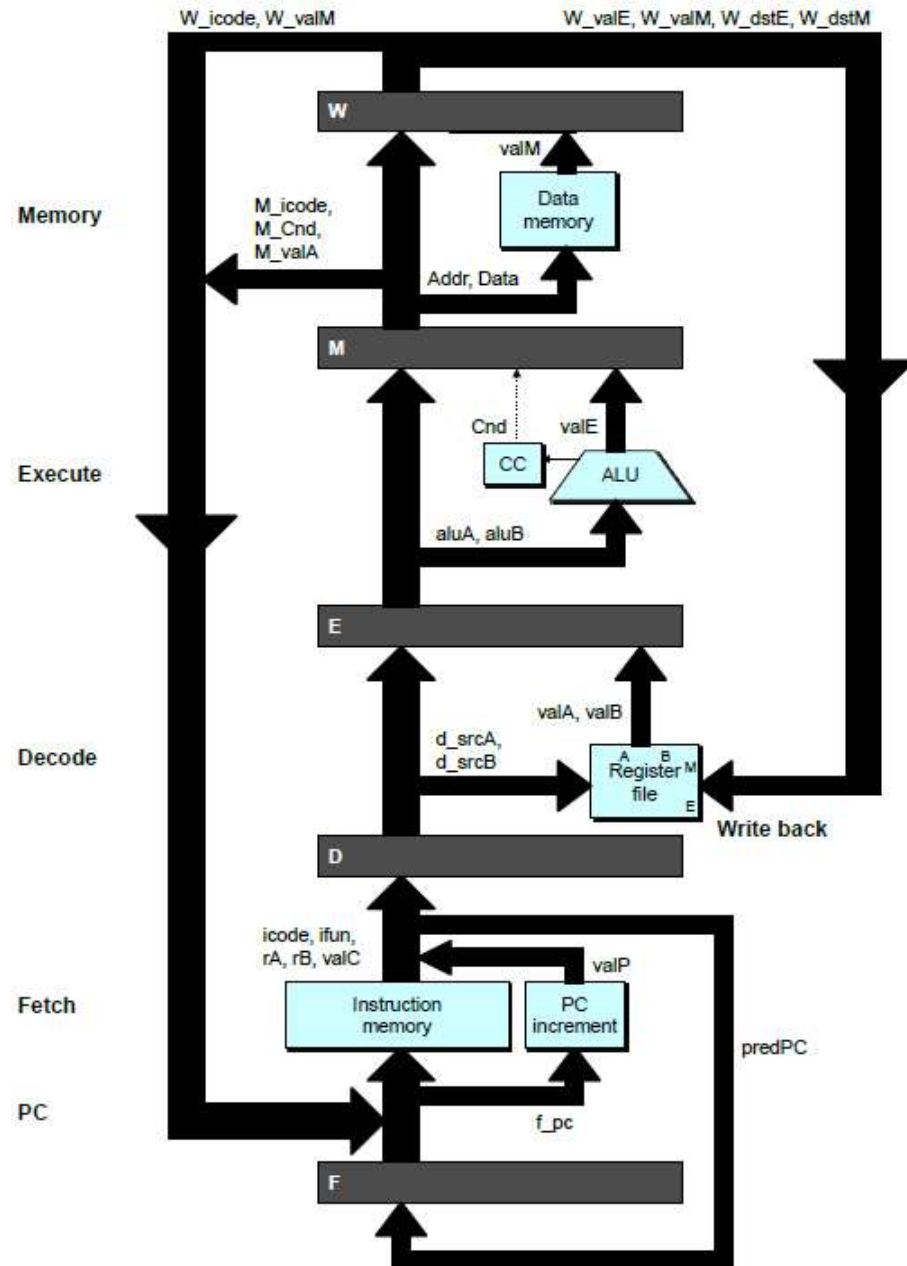 W_icode, W_valM
W_valE, W_valM, W_dstE, W_dstM
W
valM
Data
memory
Memory
M_icode,
M_Cnd,
M_valA
Addr, Data
M
Cnd
valE
CC
ALU
Execute
aluA, aluB
E
valA, valB
d_srcA,
d_srcB
Decode
A B
M
Register
file
E
Write back
D
icode, ifun,
rA, rB, valC
valP
Fetch
Instruction
memory
PC
increment
predPC
PC
f_pc
F